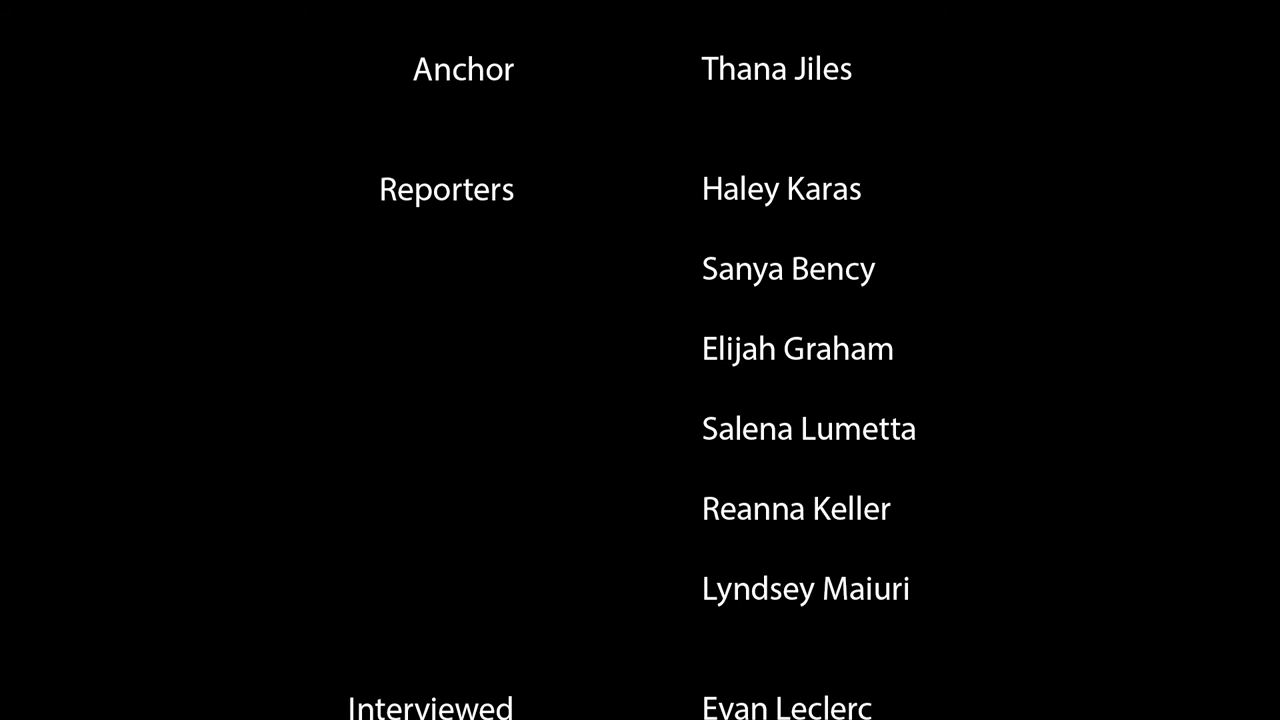 Anchor Thana Jiles
Reporters Haley Karas
Sanya Bency
Elijah Graham
Salena Lumetta
Reanna Keller
Lyndsey Maiuri
Interviewed Evan Leclerc